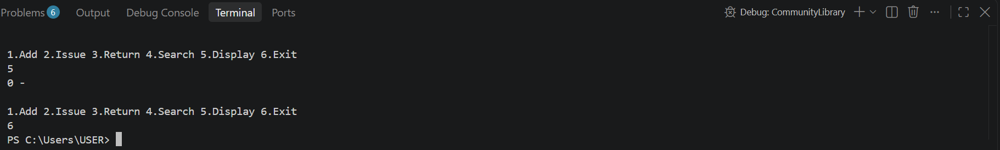 Problems 6 Output Debug Console Terminal Ports Debug: CommunityLibrary
1.Add 2.Issue 3.Return 4.Search 5.Display 6.Exit
5
0 -
1.Add 2.Issue 3.Return 4.Search 5.Display 6.Exit
6
PS C:\Users\USER>